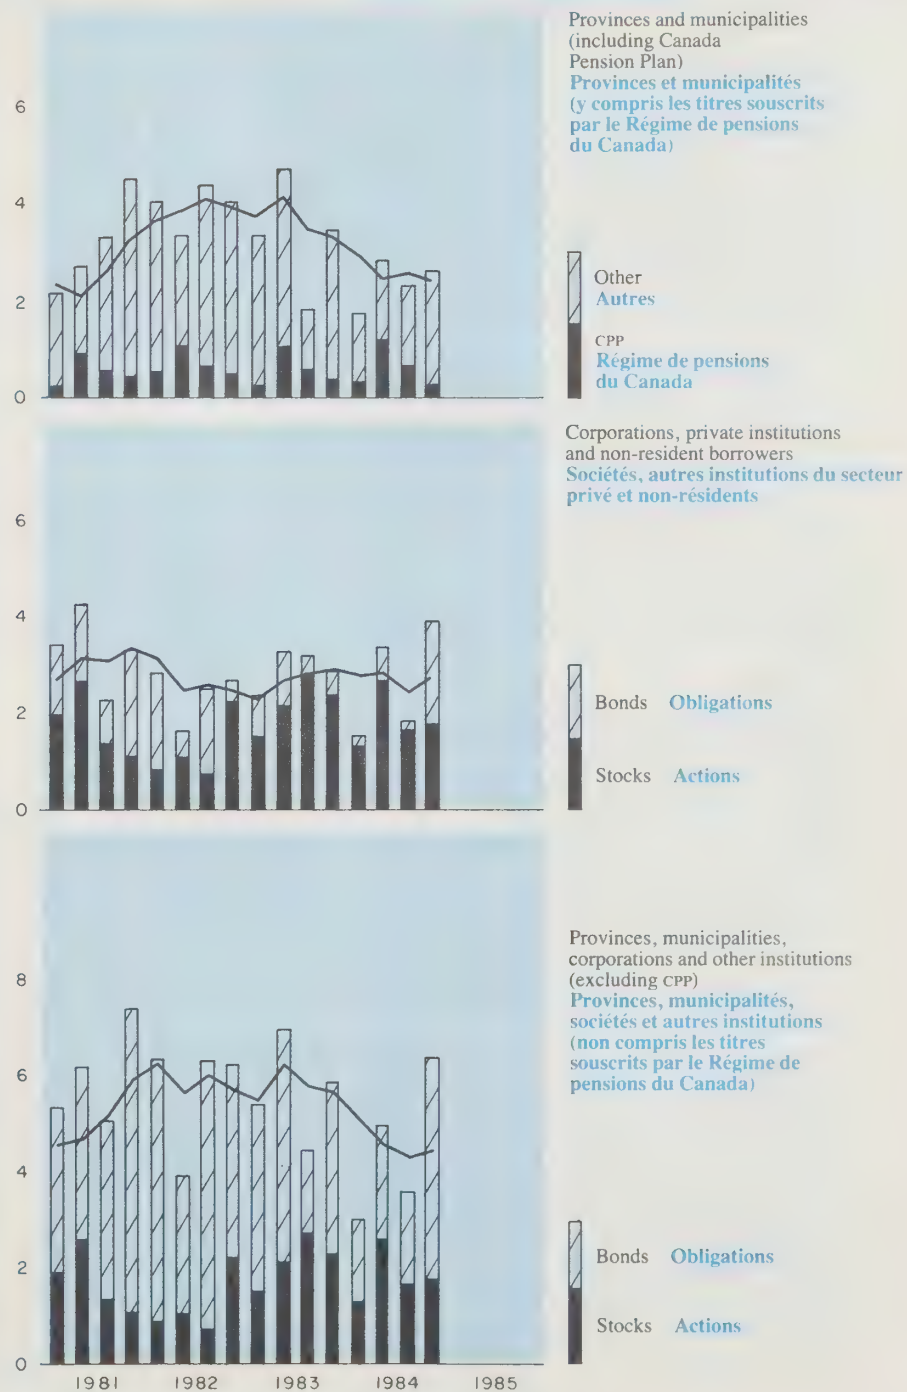 Provinces and municipalities
(including Canada
Pension Plan)
Provinces et municipalités
(y compris les titres souscrits
par le Régime de pensions
du Canada)
6
4
2
0
Other
Autres
CPP
Régime de pensions
du Canada
Corporations, private institutions
and non-resident borrowers
Sociétés, autres institutions du secteur
privé et non-résidents
6
4
2
0
Bonds Obligations
Stocks Actions
Provinces, municipalities,
corporations and other institutions
(excluding CPP)
Provinces, municipalités,
sociétés et autres institutions
(non compris les titres
souscrits par le Régime de
pensions du Canada)
8
6
4
2
0
Bonds Obligations
Stocks Actions
1981 1982 1983 1984 1985